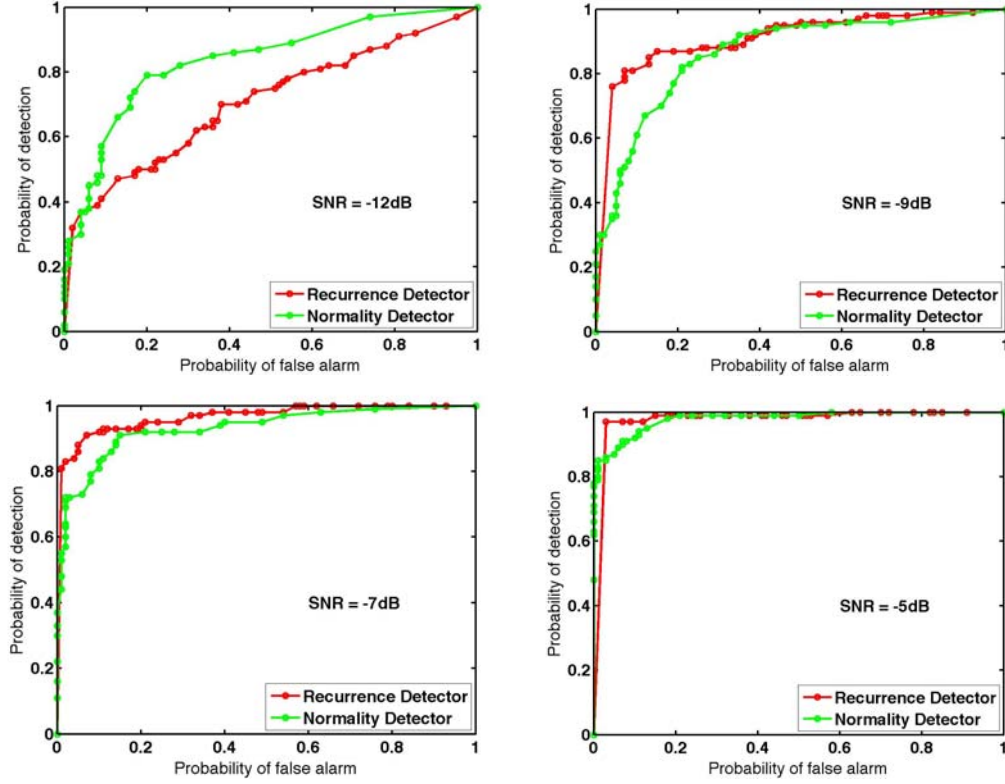 Probability of detection
1
0.8
0.6
0.4
0.2
0
SNR = -12dB
Recurrence Detector
Normality Detector
0 0.2 0.4 0.6 0.8 1
Probability of false alarm
Probability of detection
1
0.8
0.6
0.4
0.2
0
SNR = -9dB
Recurrence Detector
Normality Detector
0 0.2 0.4 0.6 0.8 1
Probability of false alarm
Probability of detection
1
0.8
0.6
0.4
0.2
0
SNR = -7dB
Recurrence Detector
Normality Detector
0 0.2 0.4 0.6 0.8 1
Probability of false alarm
Probability of detection
1
0.8
0.6
0.4
0.2
0
SNR = -5dB
Recurrence Detector
Normality Detector
0 0.2 0.4 0.6 0.8 1
Probability of false alarm